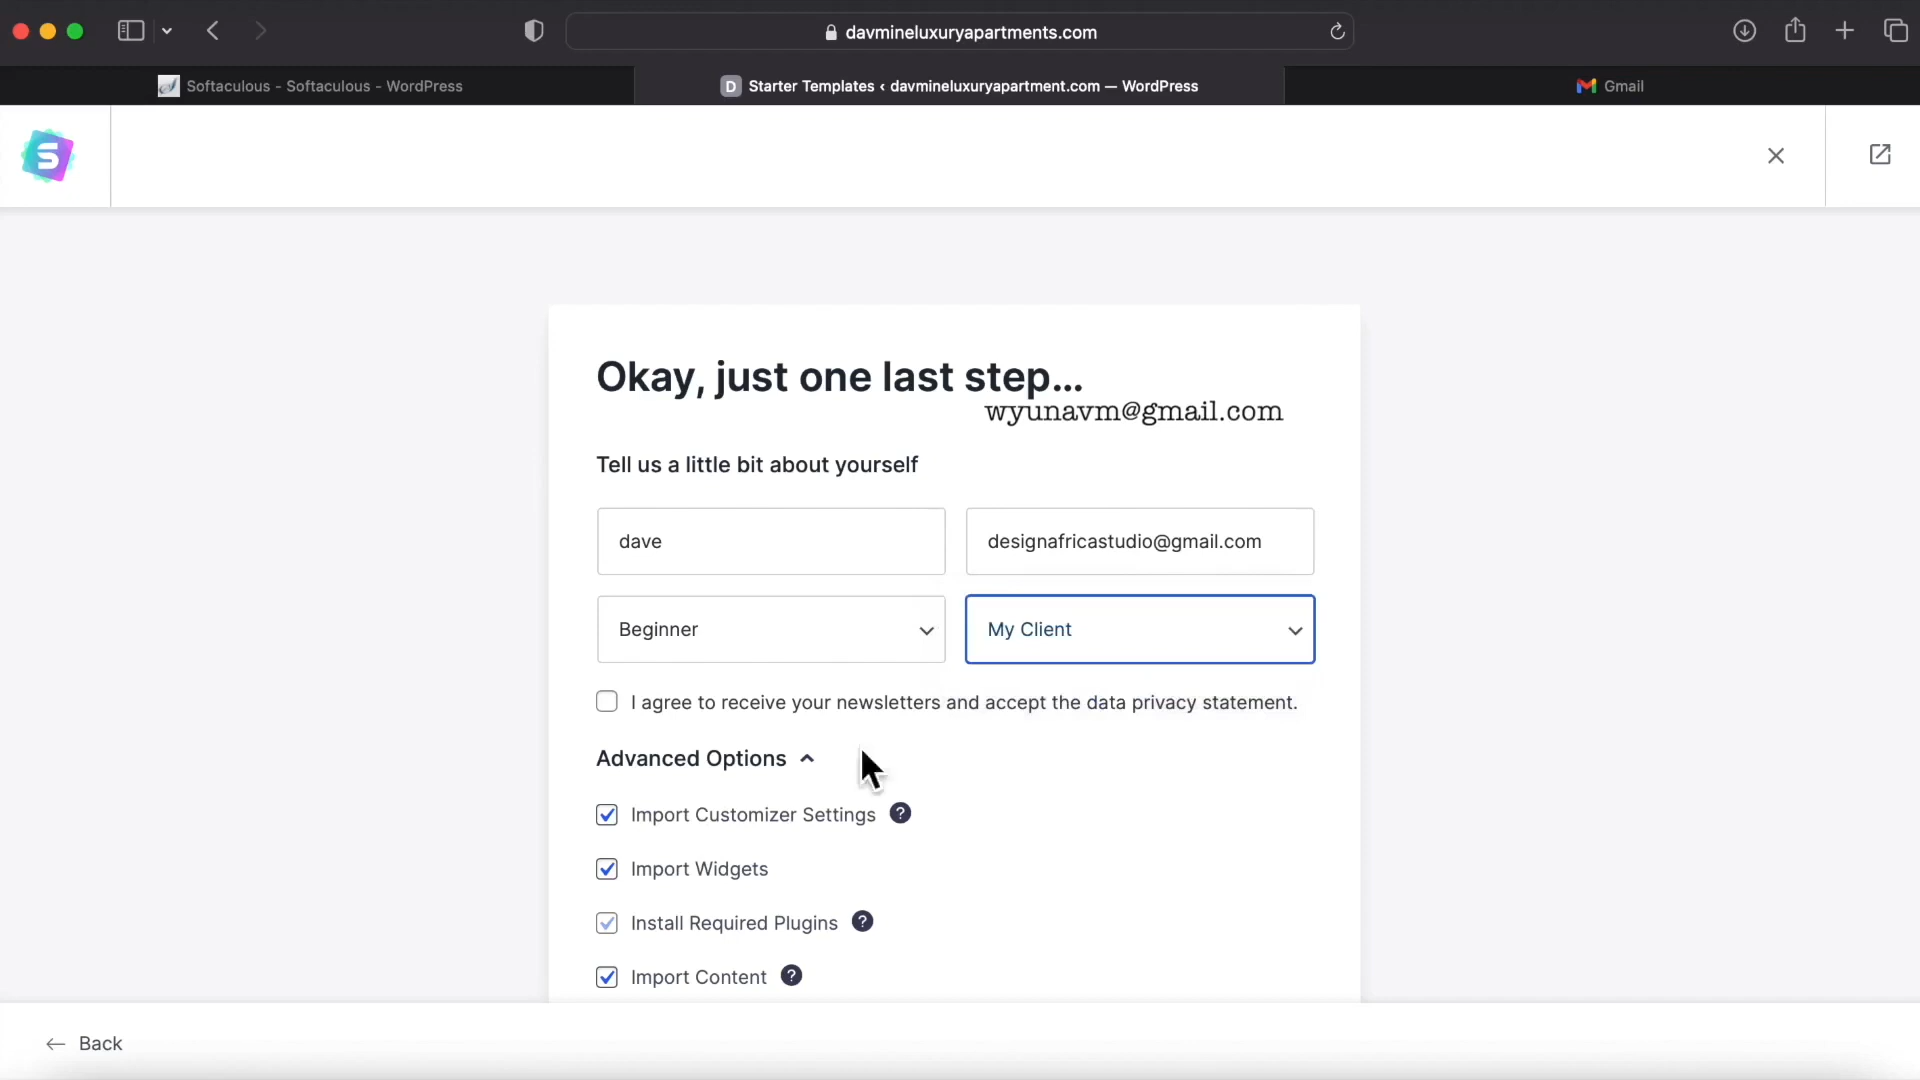 davmineluxuryapartments.com
Softaculous - Softaculous - WordPress
D Starter Templates ‹ davmineluxuryapartment.com — WordPress
Gmail
S
Okay, just one last step...
wyunavm@gmail.com
Tell us a little bit about yourself
dave
designafricastudio@gmail.com
Beginner
My Client
I agree to receive your newsletters and accept the data privacy statement.
Advanced Options
Import Customizer Settings ?
Import Widgets
Install Required Plugins ?
Import Content ?
← Back